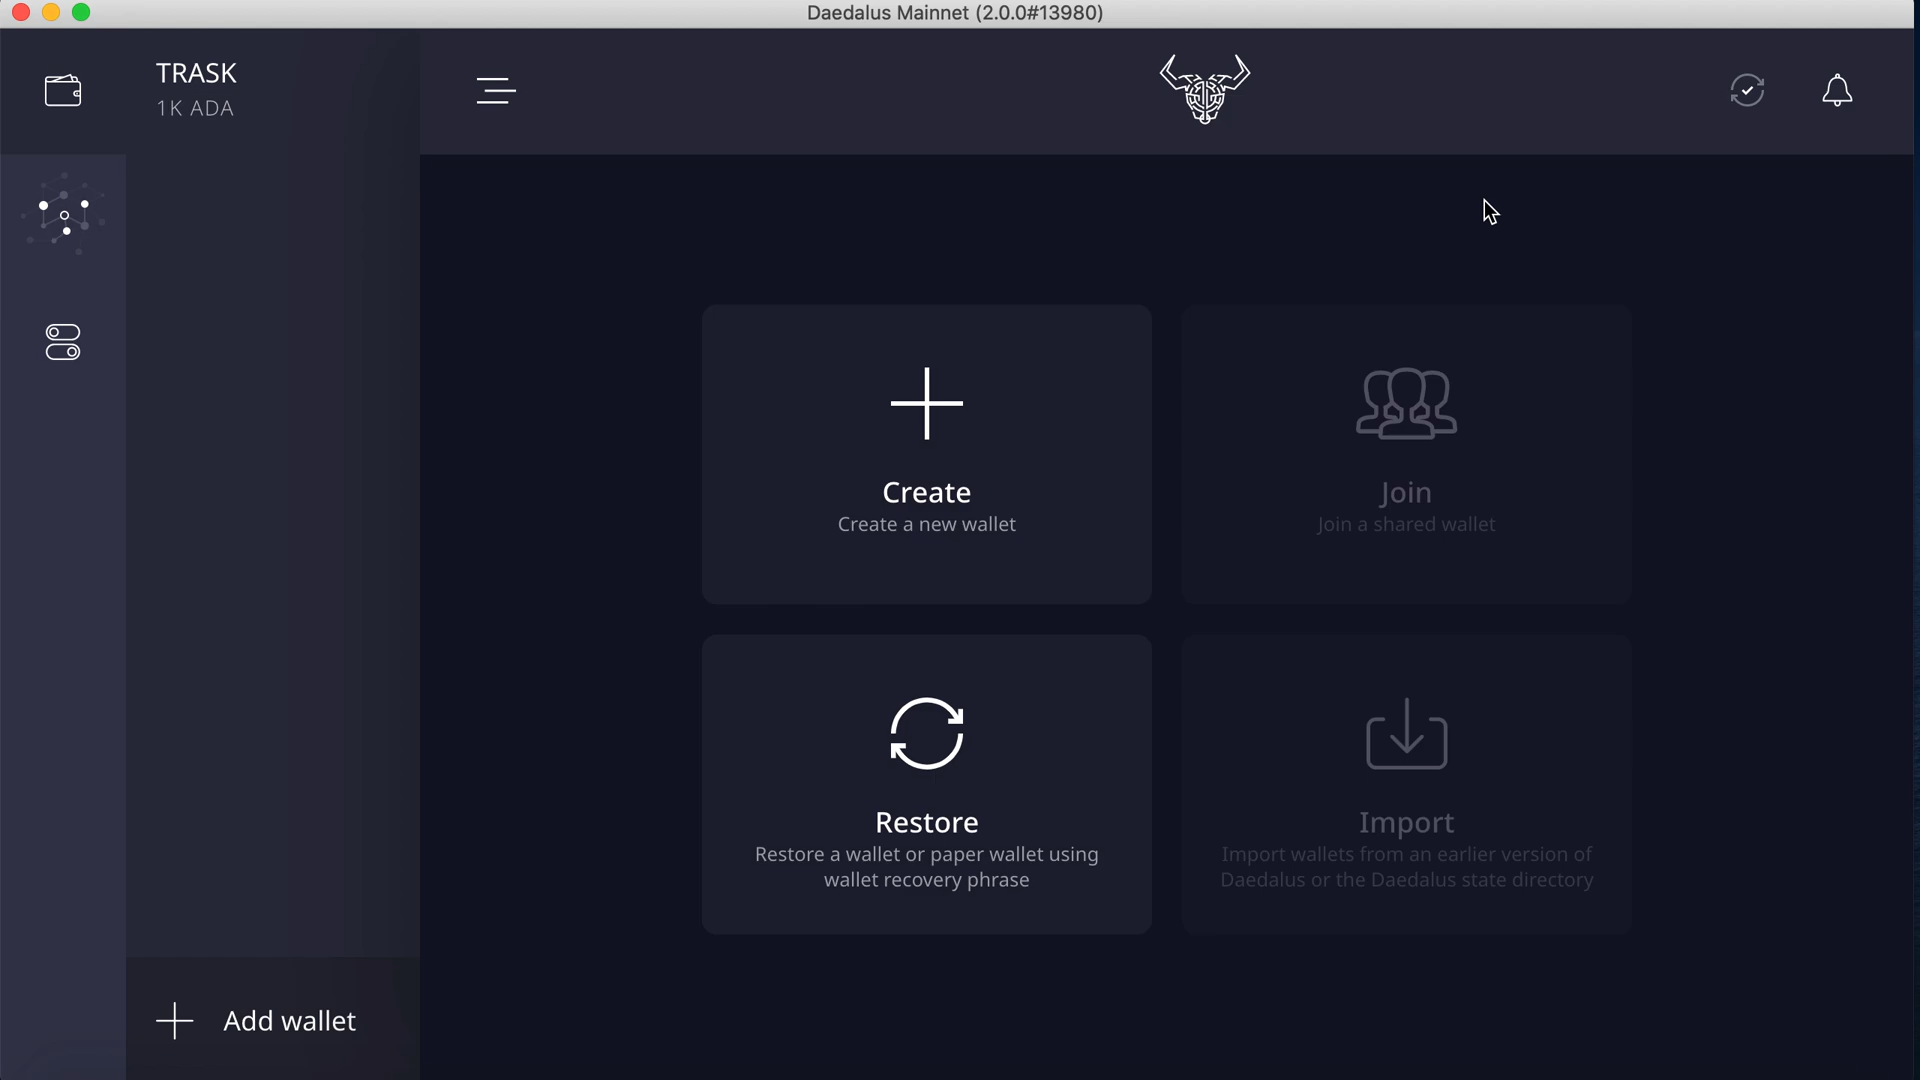 Daedalus Mainnet (2.0.0#13980)
TRASK
1K ADA
Create
Create a new wallet
Join
Join a shared wallet
Restore
Restore a wallet or paper wallet using
wallet recovery phrase
Import
Import wallets from an earlier version of
Daedalus or the Daedalus state directory
Add wallet